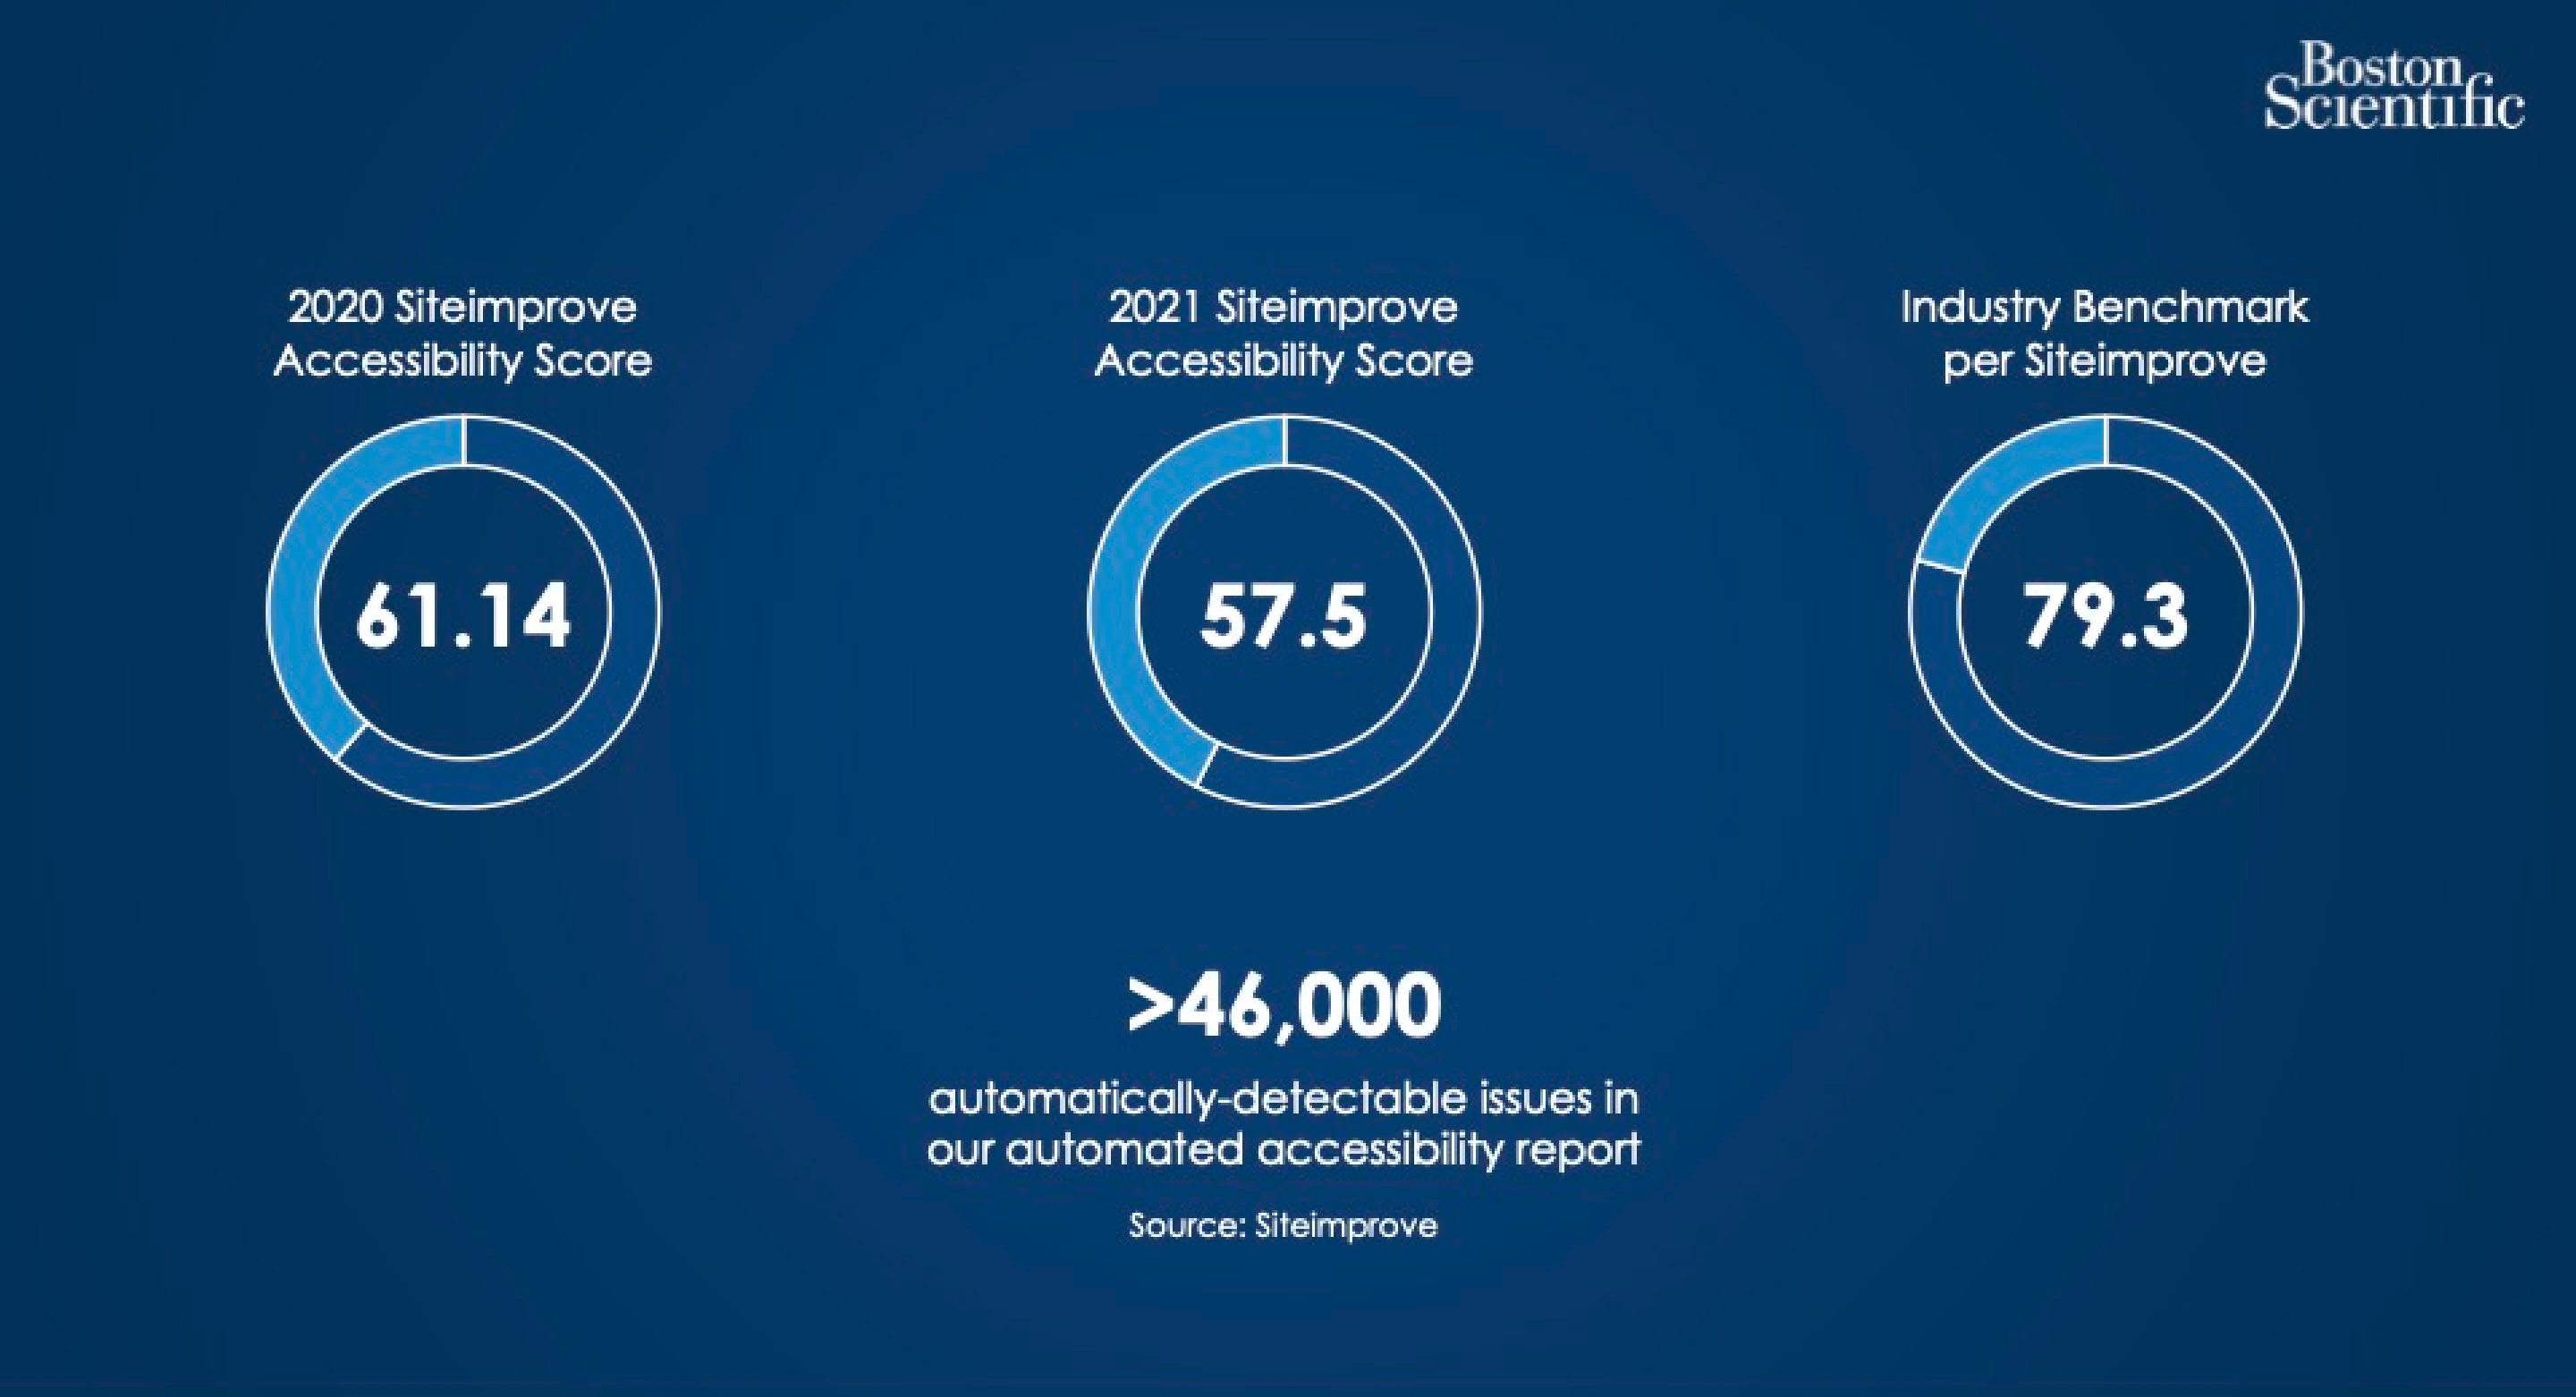 Boston
Scientific
2020 Siteimprove
Accessibility Score
61.14
2021 Siteimprove
Accessibility Score
57.5
Industry Benchmark
per Siteimprove
79.3
>46,000
automatically-detectable issues in
our automated accessibility report
Source: Siteimprove